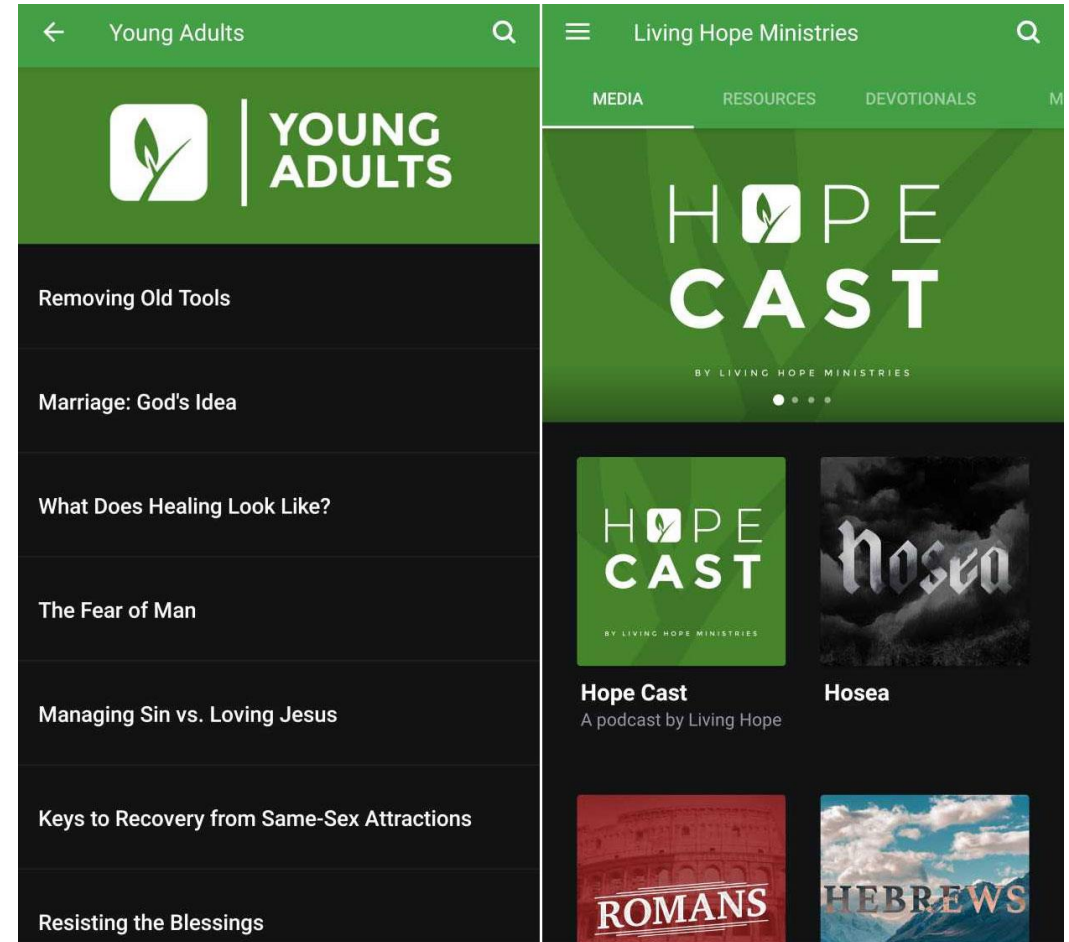 Young Adults
YOUNG
ADULTS
Removing Old Tools
Marriage: God's Idea
What Does Healing Look Like?
The Fear of Man
Managing Sin vs. Loving Jesus
Keys to Recovery from Same-Sex Attractions
Resisting the Blessings
Living Hope Ministries
MEDIA RESOURCES DEVOTIONALS M
HOPE
CAST
BY LIVING HOPE MINISTRIES
HOPE
CAST
BY LIVING HOPE MINISTRIES
Hosea
Hope Cast
A podcast by Living Hope
Hosea
ROMANS
HEBREWS